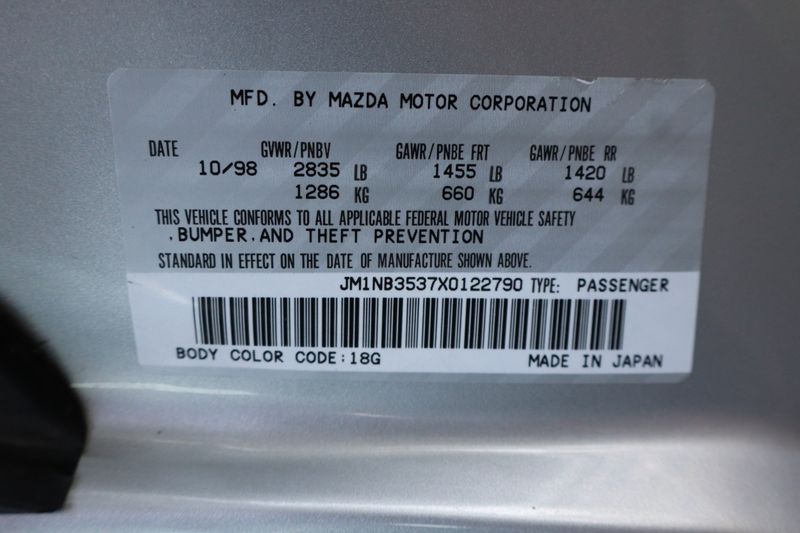 MFD. BY MAZDA MOTOR CORPORATION
DATE GVWR/PNBV GAWR/PNBE FRT GAWR/PNBE RR
10/98 2835 LB 1455 LB 1420 LB
1286 KG 660 KG 644 KG
THIS VEHICLE CONFORMS TO ALL APPLICABLE FEDERAL MOTOR VEHICLE SAFETY
,BUMPER,AND THEFT PREVENTION
STANDARD IN EFFECT ON THE DATE OF MANUFACTURE SHOWN ABOVE.
JM1NB3537X0122790 TYPE: PASSENGER
BODY COLOR CODE:18G MADE IN JAPAN